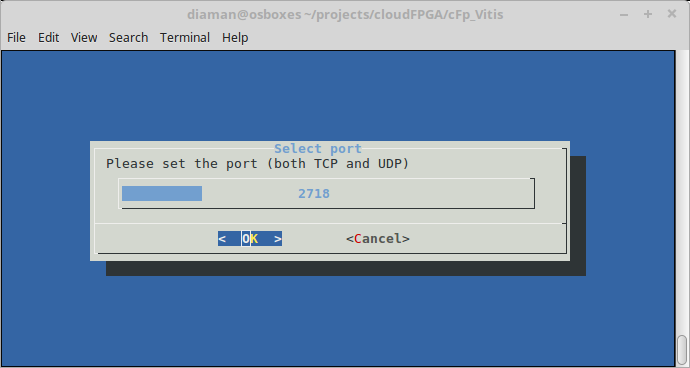 diaman@osboxes ~/projects/cloudFPGA/cFp_Vitis
File Edit View Search Terminal Help
Select port
Please set the port (both TCP and UDP)
2718
< OK > <Cancel>